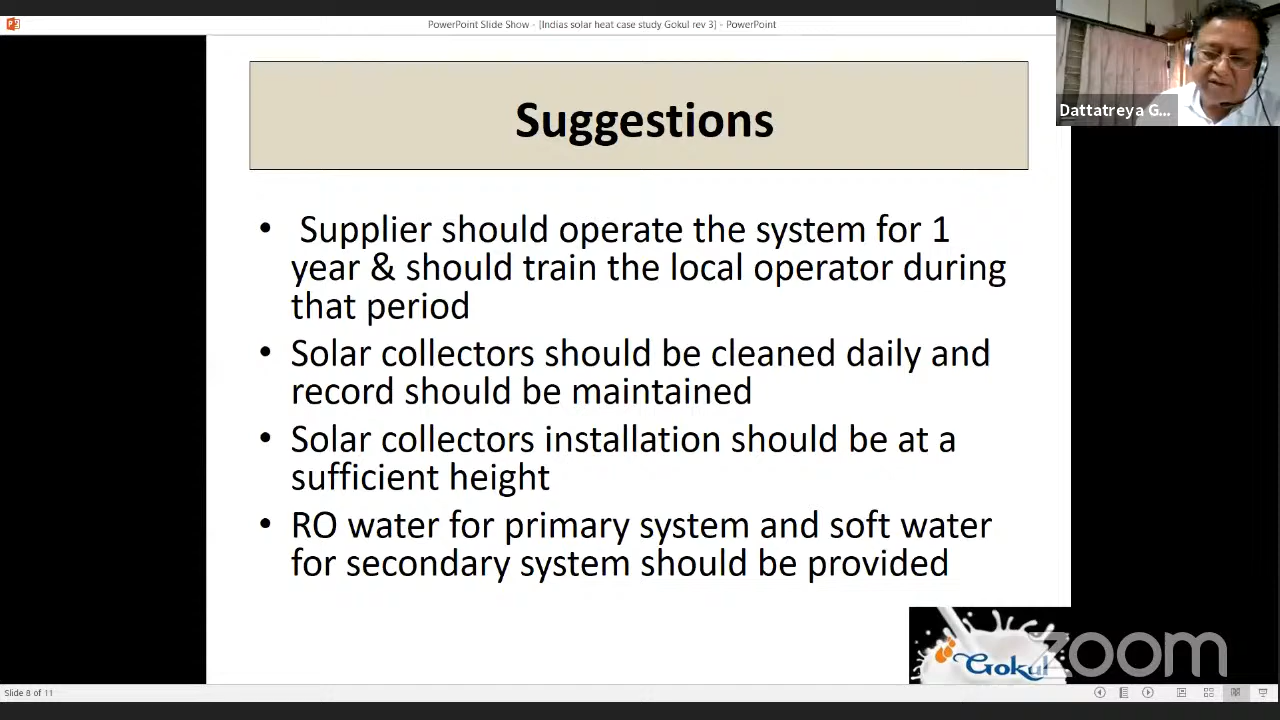 PowerPoint Slide Show - [Indias solar heat case study Gokul rev 3] - PowerPoint
Dattatreya G...
Suggestions
• Supplier should operate the system for 1
year & should train the local operator during
that period
• Solar collectors should be cleaned daily and
record should be maintained
• Solar collectors installation should be at a
sufficient height
• RO water for primary system and soft water
for secondary system should be provided
Gokul
zoom
Slide 8 of 11